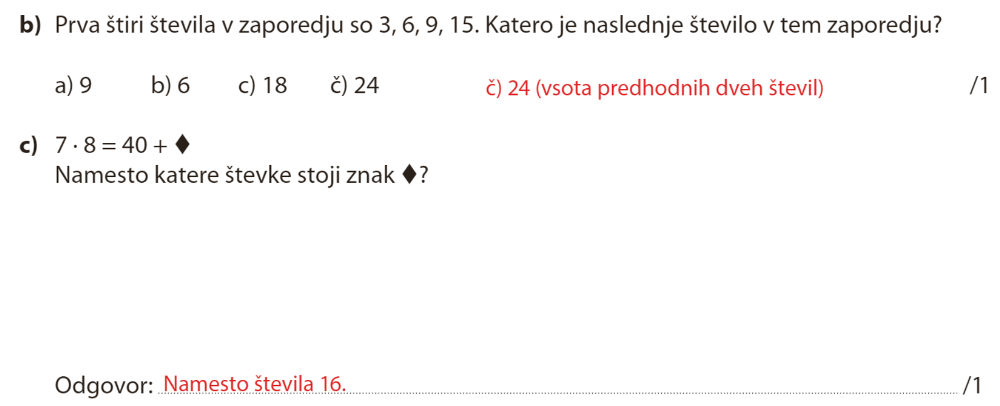 b) Prva štiri števila v zaporedju so 3, 6, 9, 15. Katero je naslednje število v tem zaporedju?
a) 9 b) 6 c) 18 č) 24 č) 24 (vsota predhodnih dveh števil) /1
c) 7 · 8 = 40 + ♦
Namesto katere števke stoji znak ♦?
Odgovor: Namesto števila 16. /1